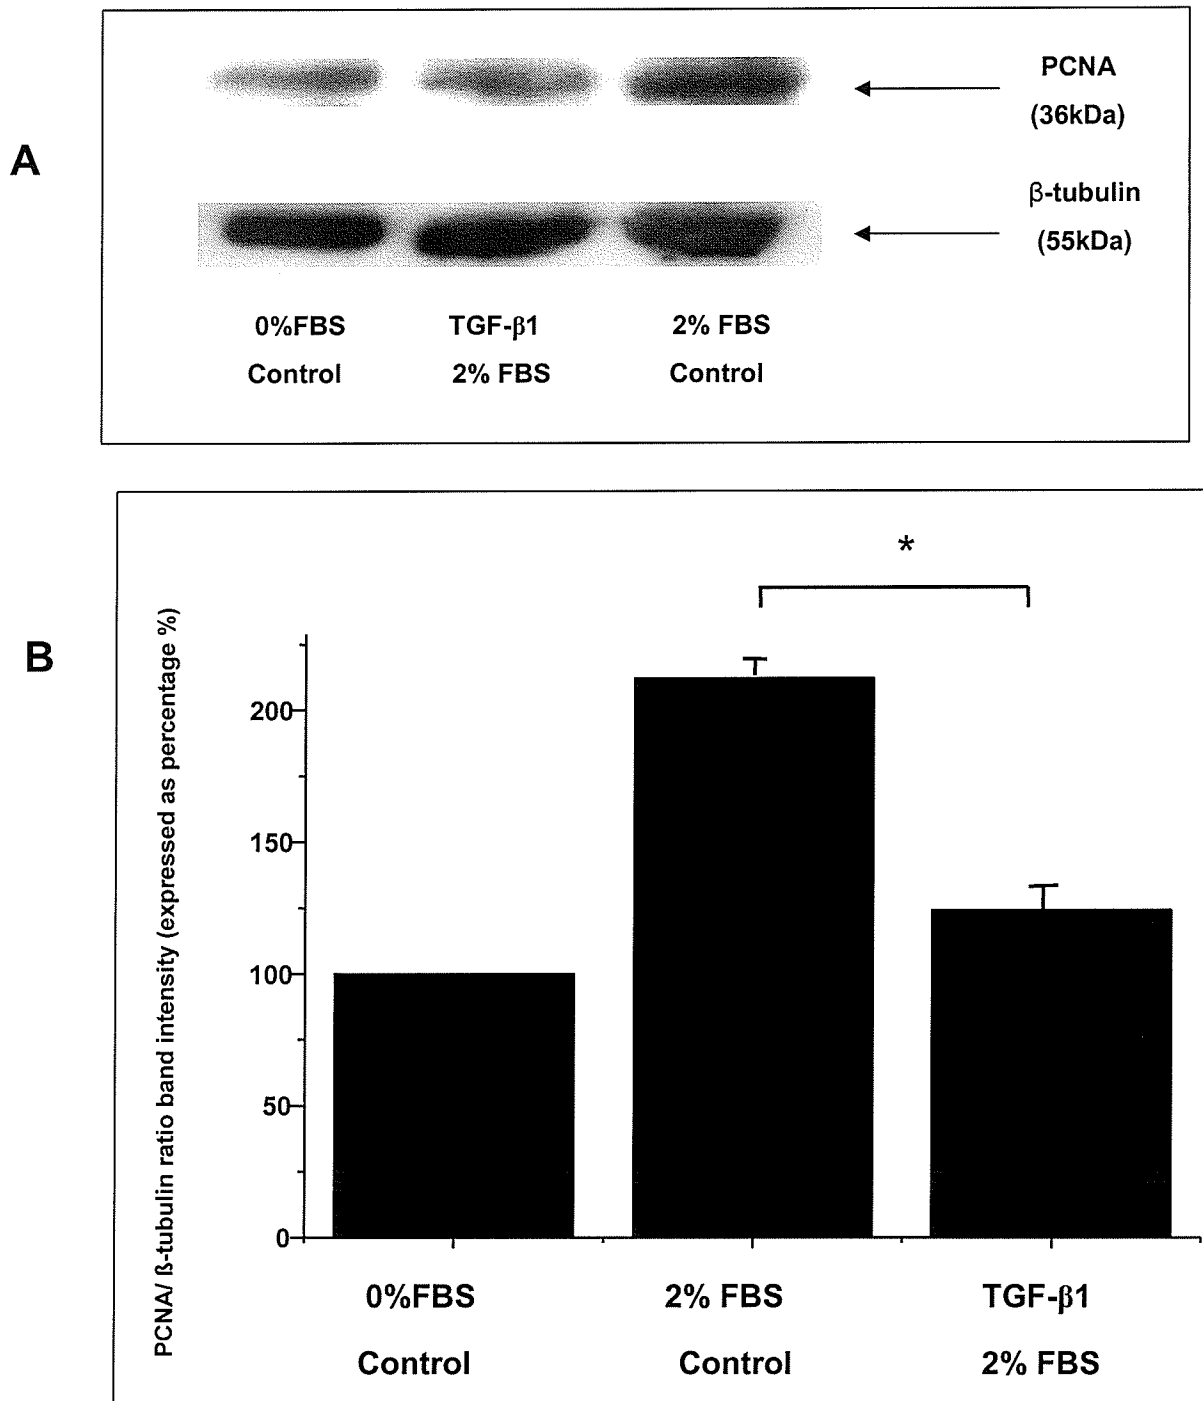 A
PCNA
(36kDa)
β-tubulin
(55kDa)
0%FBS TGF-β1 2% FBS
Control 2% FBS Control
B
*
PCNA/ ß-tubulin ratio band intensity (expressed as percentage %)
200
150
100
50
0
0%FBS 2% FBS TGF-β1
Control Control 2% FBS